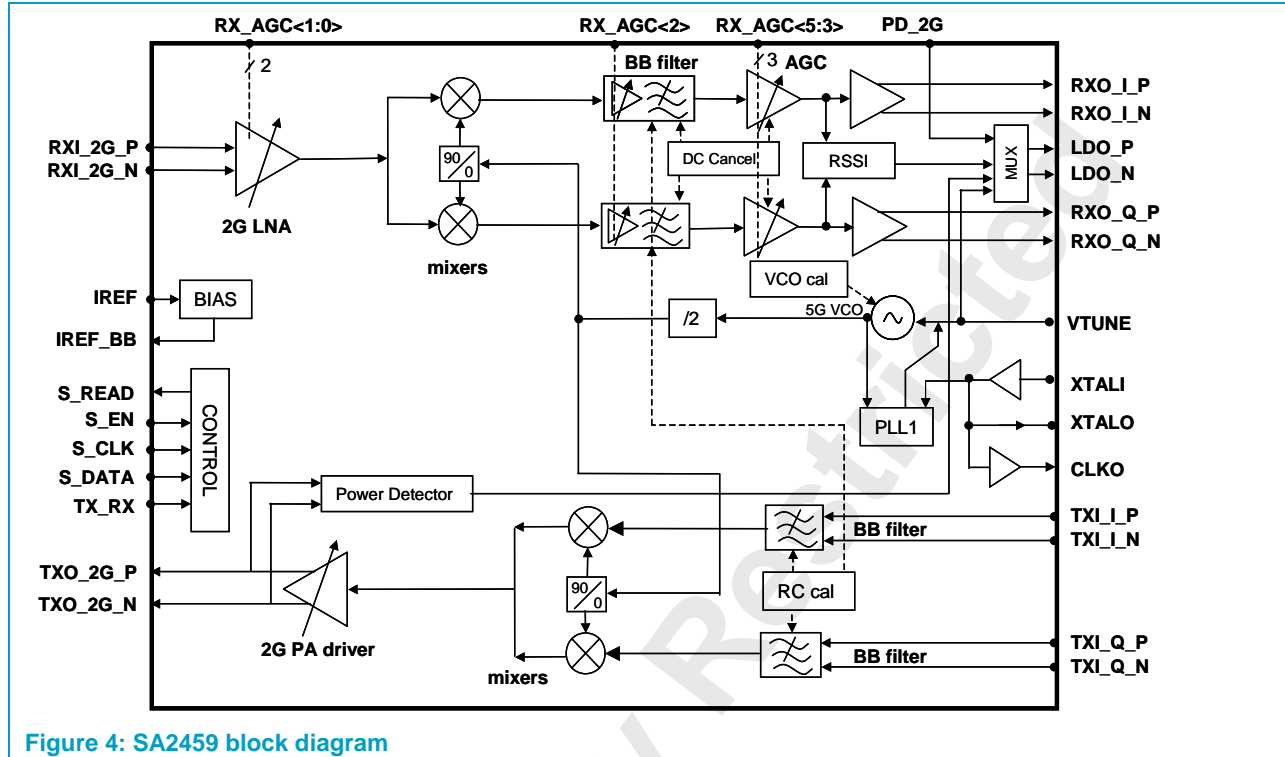 RX_AGC<1:0> RX_AGC<2> RX_AGC<5:3> PD_2G
2 BB filter 3 AGC
RXO_I_P
RXO_I_N
RXI_2G_P
RXI_2G_N
90
0
DC Cancel
RSSI
MUX
LDO_P
LDO_N
2G LNA
mixers
RXO_Q_P
RXO_Q_N
VCO cal
IREF
BIAS
IREF_BB
/2
5G VCO
VTUNE
S_READ
S_EN
S_CLK
S_DATA
TX_RX
CONTROL
PLL1
XTALI
XTALO
CLKO
Power Detector
TXI_I_P
BB filter
TXI_I_N
TXO_2G_P
TXO_2G_N
90
0
RC cal
2G PA driver
mixers
TXI_Q_P
BB filter
TXI_Q_N
y Restricted
Figure 4: SA2459 block diagram